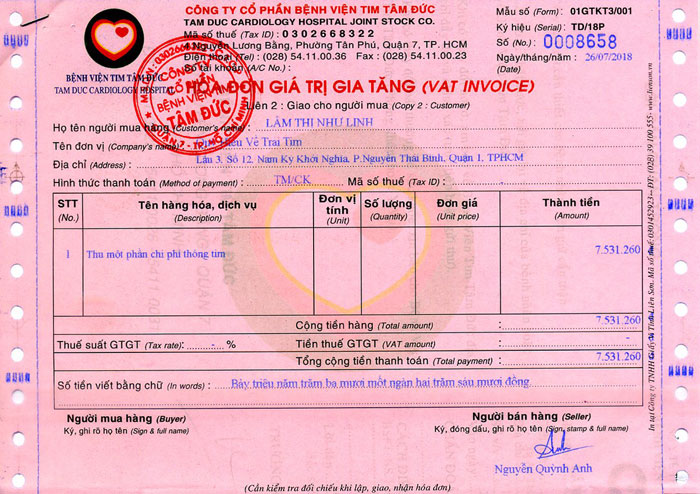 CÔNG TY CỔ PHẦN BỆNH VIỆN TIM TÂM ĐỨC
TAM DUC CARDIOLOGY HOSPITAL JOINT STOCK CO.
Mã số thuế (Tax ID) : 0302668322
4 Nguyễn Lương Bằng, Phường Tân Phú, Quận 7, TP. HCM
Điện thoại (Tel) : (028) 54.11.00.36 Fax : (028) 54.11.00.23
Số tài khoản (A/C No.) :
Mẫu số (Form) : 01GTKT3/001
Ký hiệu (Serial) : TD/18P
Số (No.) : 0008658
Ngày/tháng/năm : 26/07/2018
(Date)
BỆNH VIỆN TIM TÂM ĐỨC
TAM DUC CARDIOLOGY HOSPITAL
CÔNG TY
CỔ PHẦN
BỆNH VIỆN TIM
TÂM ĐỨC
HÓA ĐƠN GIÁ TRỊ GIA TĂNG (VAT INVOICE)
Liên 2 : Giao cho người mua (Copy 2 : Customer)
Họ tên người mua hàng (Customer's name) : LÂM THỊ NHƯ LINH
Tên đơn vị (Company's name) : Vẽ Trái Tim
Địa chỉ (Address) : Lầu 3, Số 12, Nam Kỳ Khởi Nghĩa, P.Nguyễn Thái Bình, Quận 1, TPHCM
Hình thức thanh toán (Method of payment) : TM/CK Mã số thuế (Tax ID) :
STT (No.) Tên hàng hóa, dịch vụ (Description) Đơn vị tính (Unit) Số lượng (Quantity) Đơn giá (Unit price) Thành tiền (Amount)
1 Thu một phần chi phí thông tim 7.531.260
Cộng tiền hàng (Total amount) : 7.531.260
Thuế suất GTGT (Tax rate) : - % Tiền thuế GTGT (VAT amount) : -
Tổng cộng tiền thanh toán (Total payment) : 7.531.260
Số tiền viết bằng chữ (In words) : Bảy triệu năm trăm ba mươi mốt ngàn hai trăm sáu mươi đồng.
Người mua hàng (Buyer)
Ký, ghi rõ họ tên (Sign & full name)
Người bán hàng (Seller)
Ký, đóng dấu, ghi rõ họ tên (Sign, stamp & full name)
Nguyễn Quỳnh Anh
(Cần kiểm tra đối chiếu khi lập, giao, nhận hóa đơn)